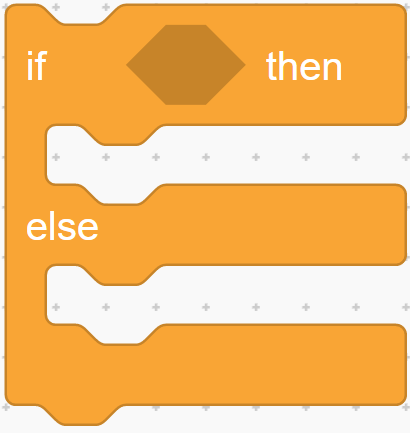 if then
else